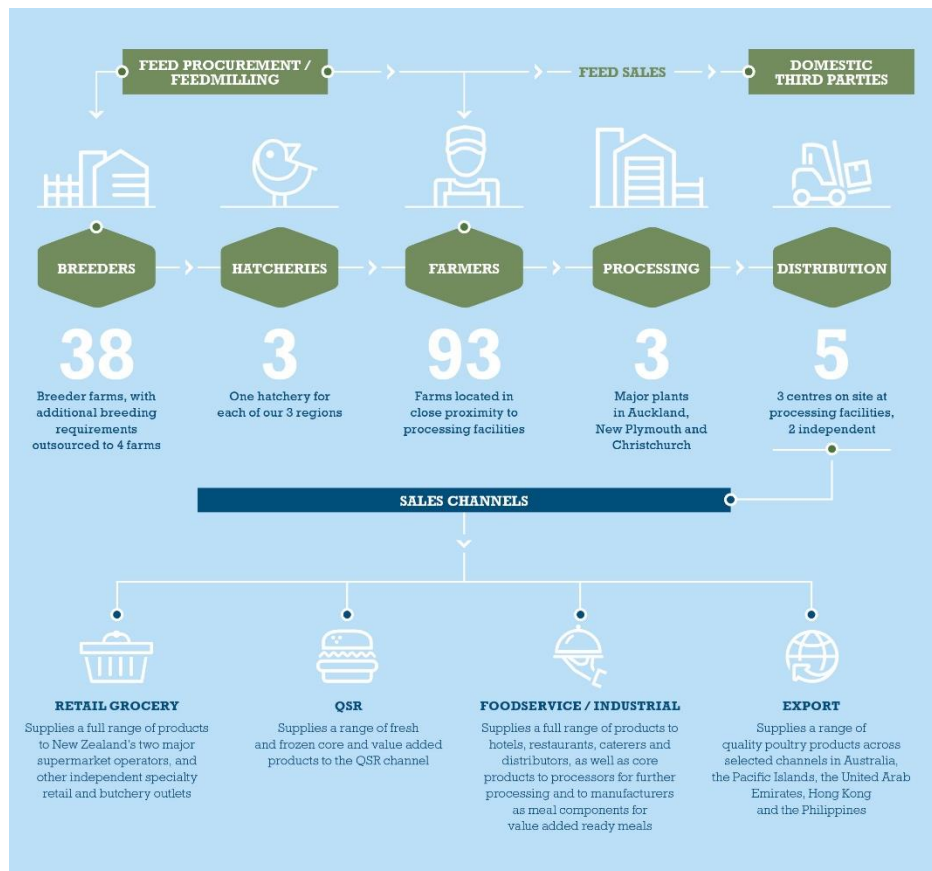 FEED PROCUREMENT /
FEEDMILLING
FEED SALES
DOMESTIC
THIRD PARTIES
BREEDERS
HATCHERIES
FARMERS
PROCESSING
DISTRIBUTION
38
Breeder farms, with
additional breeding
requirements
outsourced to 4 farms
3
One hatchery for
each of our 3 regions
93
Farms located in
close proximity to
processing facilities
3
Major plants
in Auckland,
New Plymouth and
Christchurch
5
3 centres on site at
processing facilities,
2 independent
SALES CHANNELS
RETAIL GROCERY
Supplies a full range of products
to New Zealand's two major
supermarket operators, and
other independent specialty
retail and butchery outlets
QSR
Supplies a range of fresh
and frozen core and value added
products to the QSR channel
FOODSERVICE / INDUSTRIAL
Supplies a full range of products to
hotels, restaurants, caterers and
distributors, as well as core
products to processors for further
processing and to manufacturers
as meal components for
value added ready meals
EXPORT
Supplies a range of
quality poultry products across
selected channels in Australia,
the Pacific Islands, the United Arab
Emirates, Hong Kong
and the Philippines